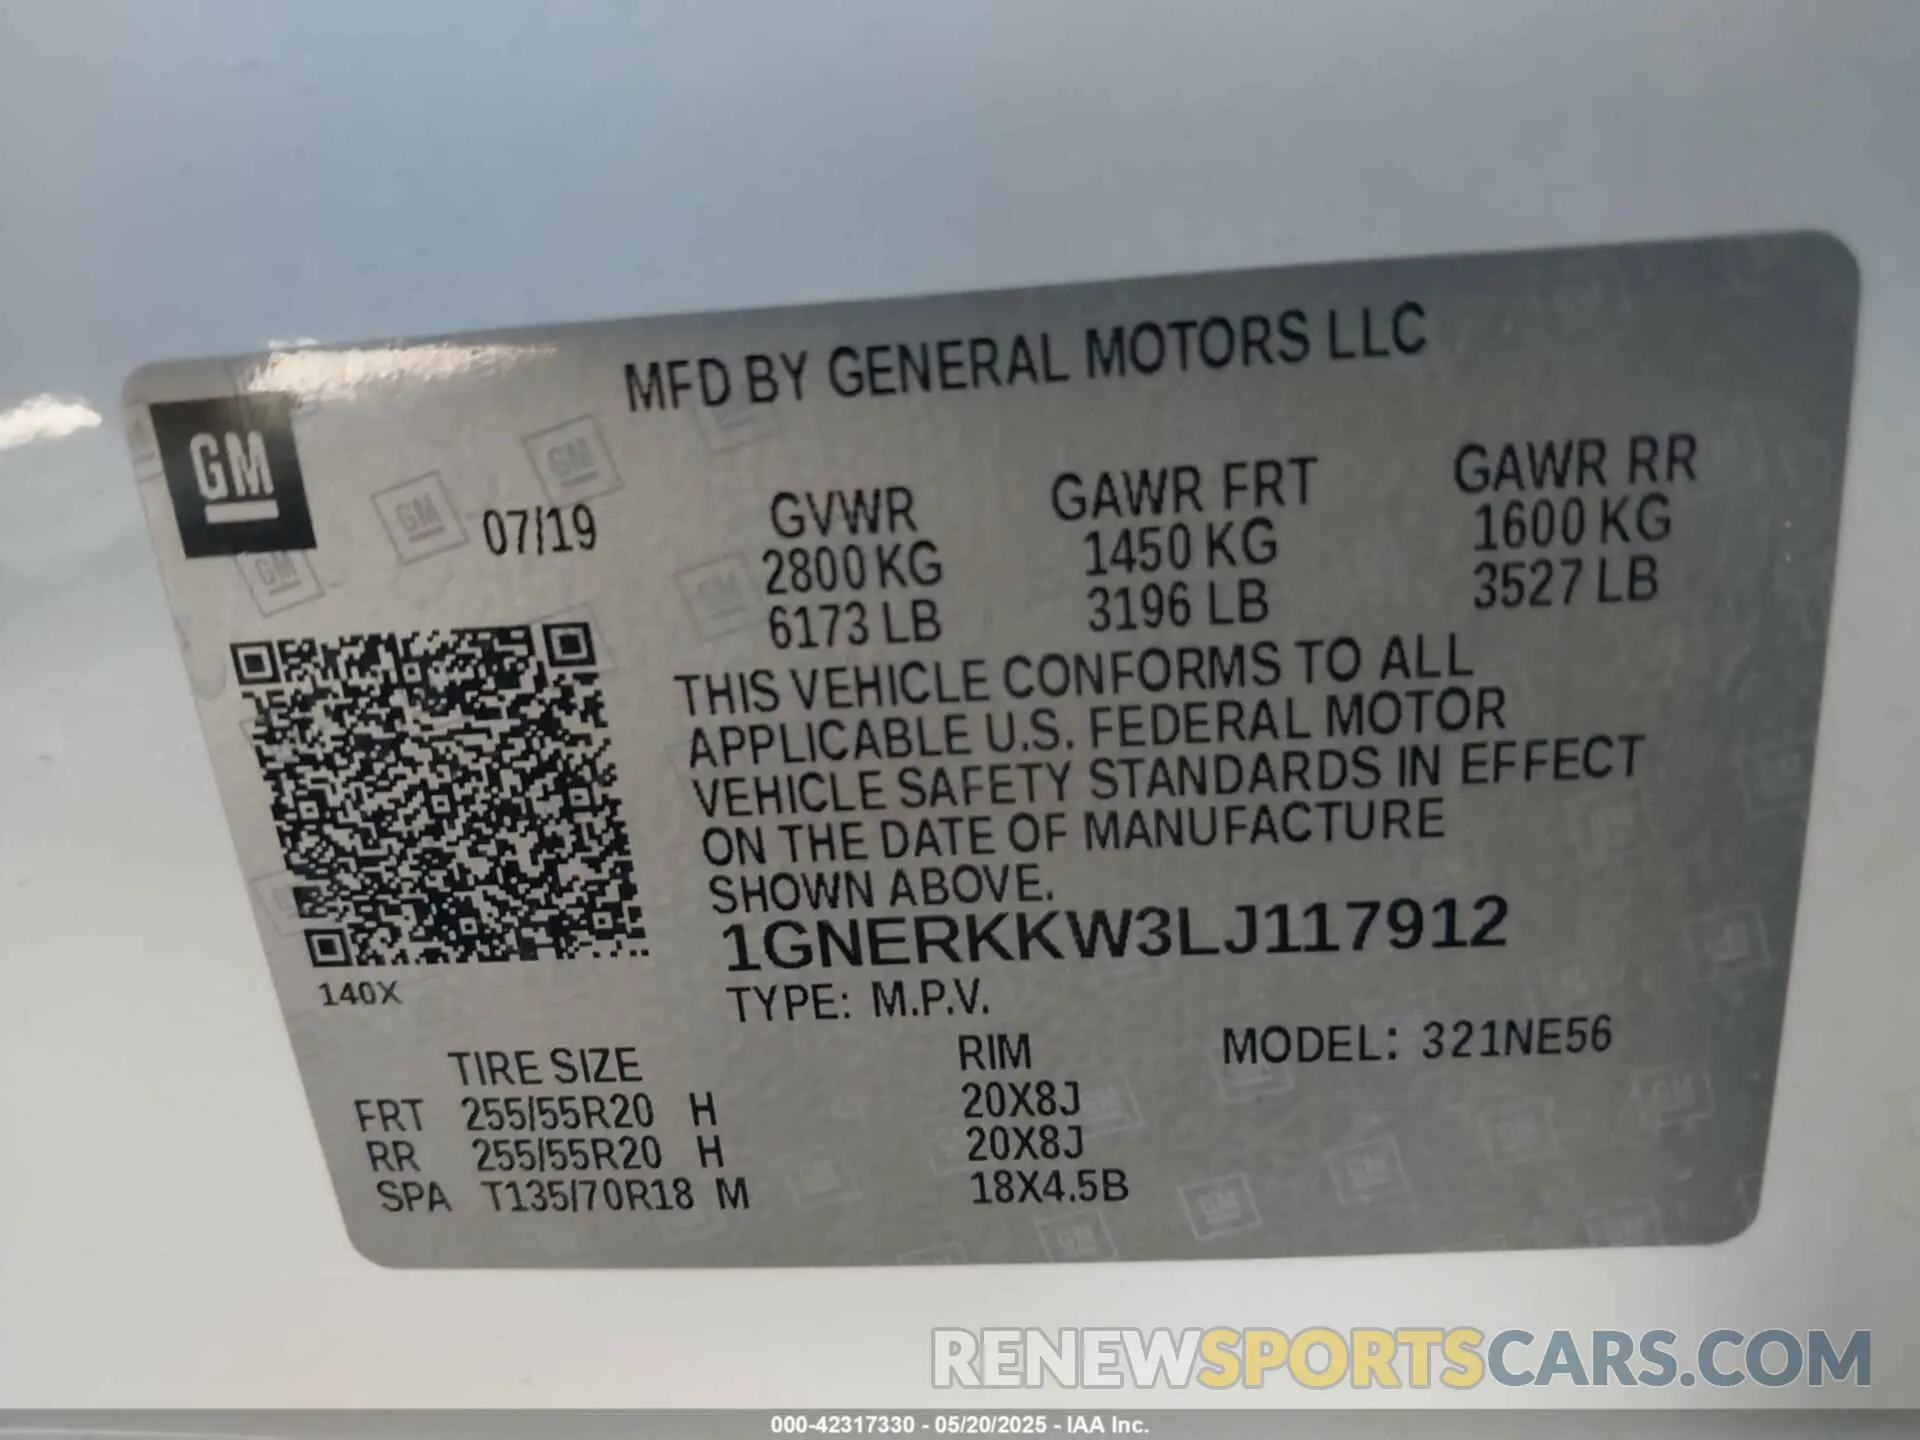 MFD BY GENERAL MOTORS LLC
GM
07/19
GVWR GAWR FRT GAWR RR
2800 KG 1450 KG 1600 KG
6173 LB 3196 LB 3527 LB
THIS VEHICLE CONFORMS TO ALL
APPLICABLE U.S. FEDERAL MOTOR
VEHICLE SAFETY STANDARDS IN EFFECT
ON THE DATE OF MANUFACTURE
SHOWN ABOVE.
1GNERKKW3LJ117912
140X
TYPE: M.P.V.
TIRE SIZE RIM MODEL: 321NE56
FRT 255/55R20 H 20X8J
RR 255/55R20 H 20X8J
SPA T135/70R18 M 18X4.5B
RENEWSPORTSCARS.COM
000-42317330 - 05/20/2025 - IAA Inc.